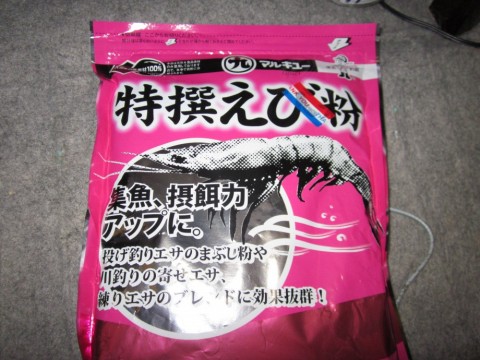 九 マルキュー
特撰えび粉
集魚、摂餌力
アップに。
投げ釣りエサのまぶし粉や
川釣りの寄せエサ、
練りエサのブレンドに効果抜群！